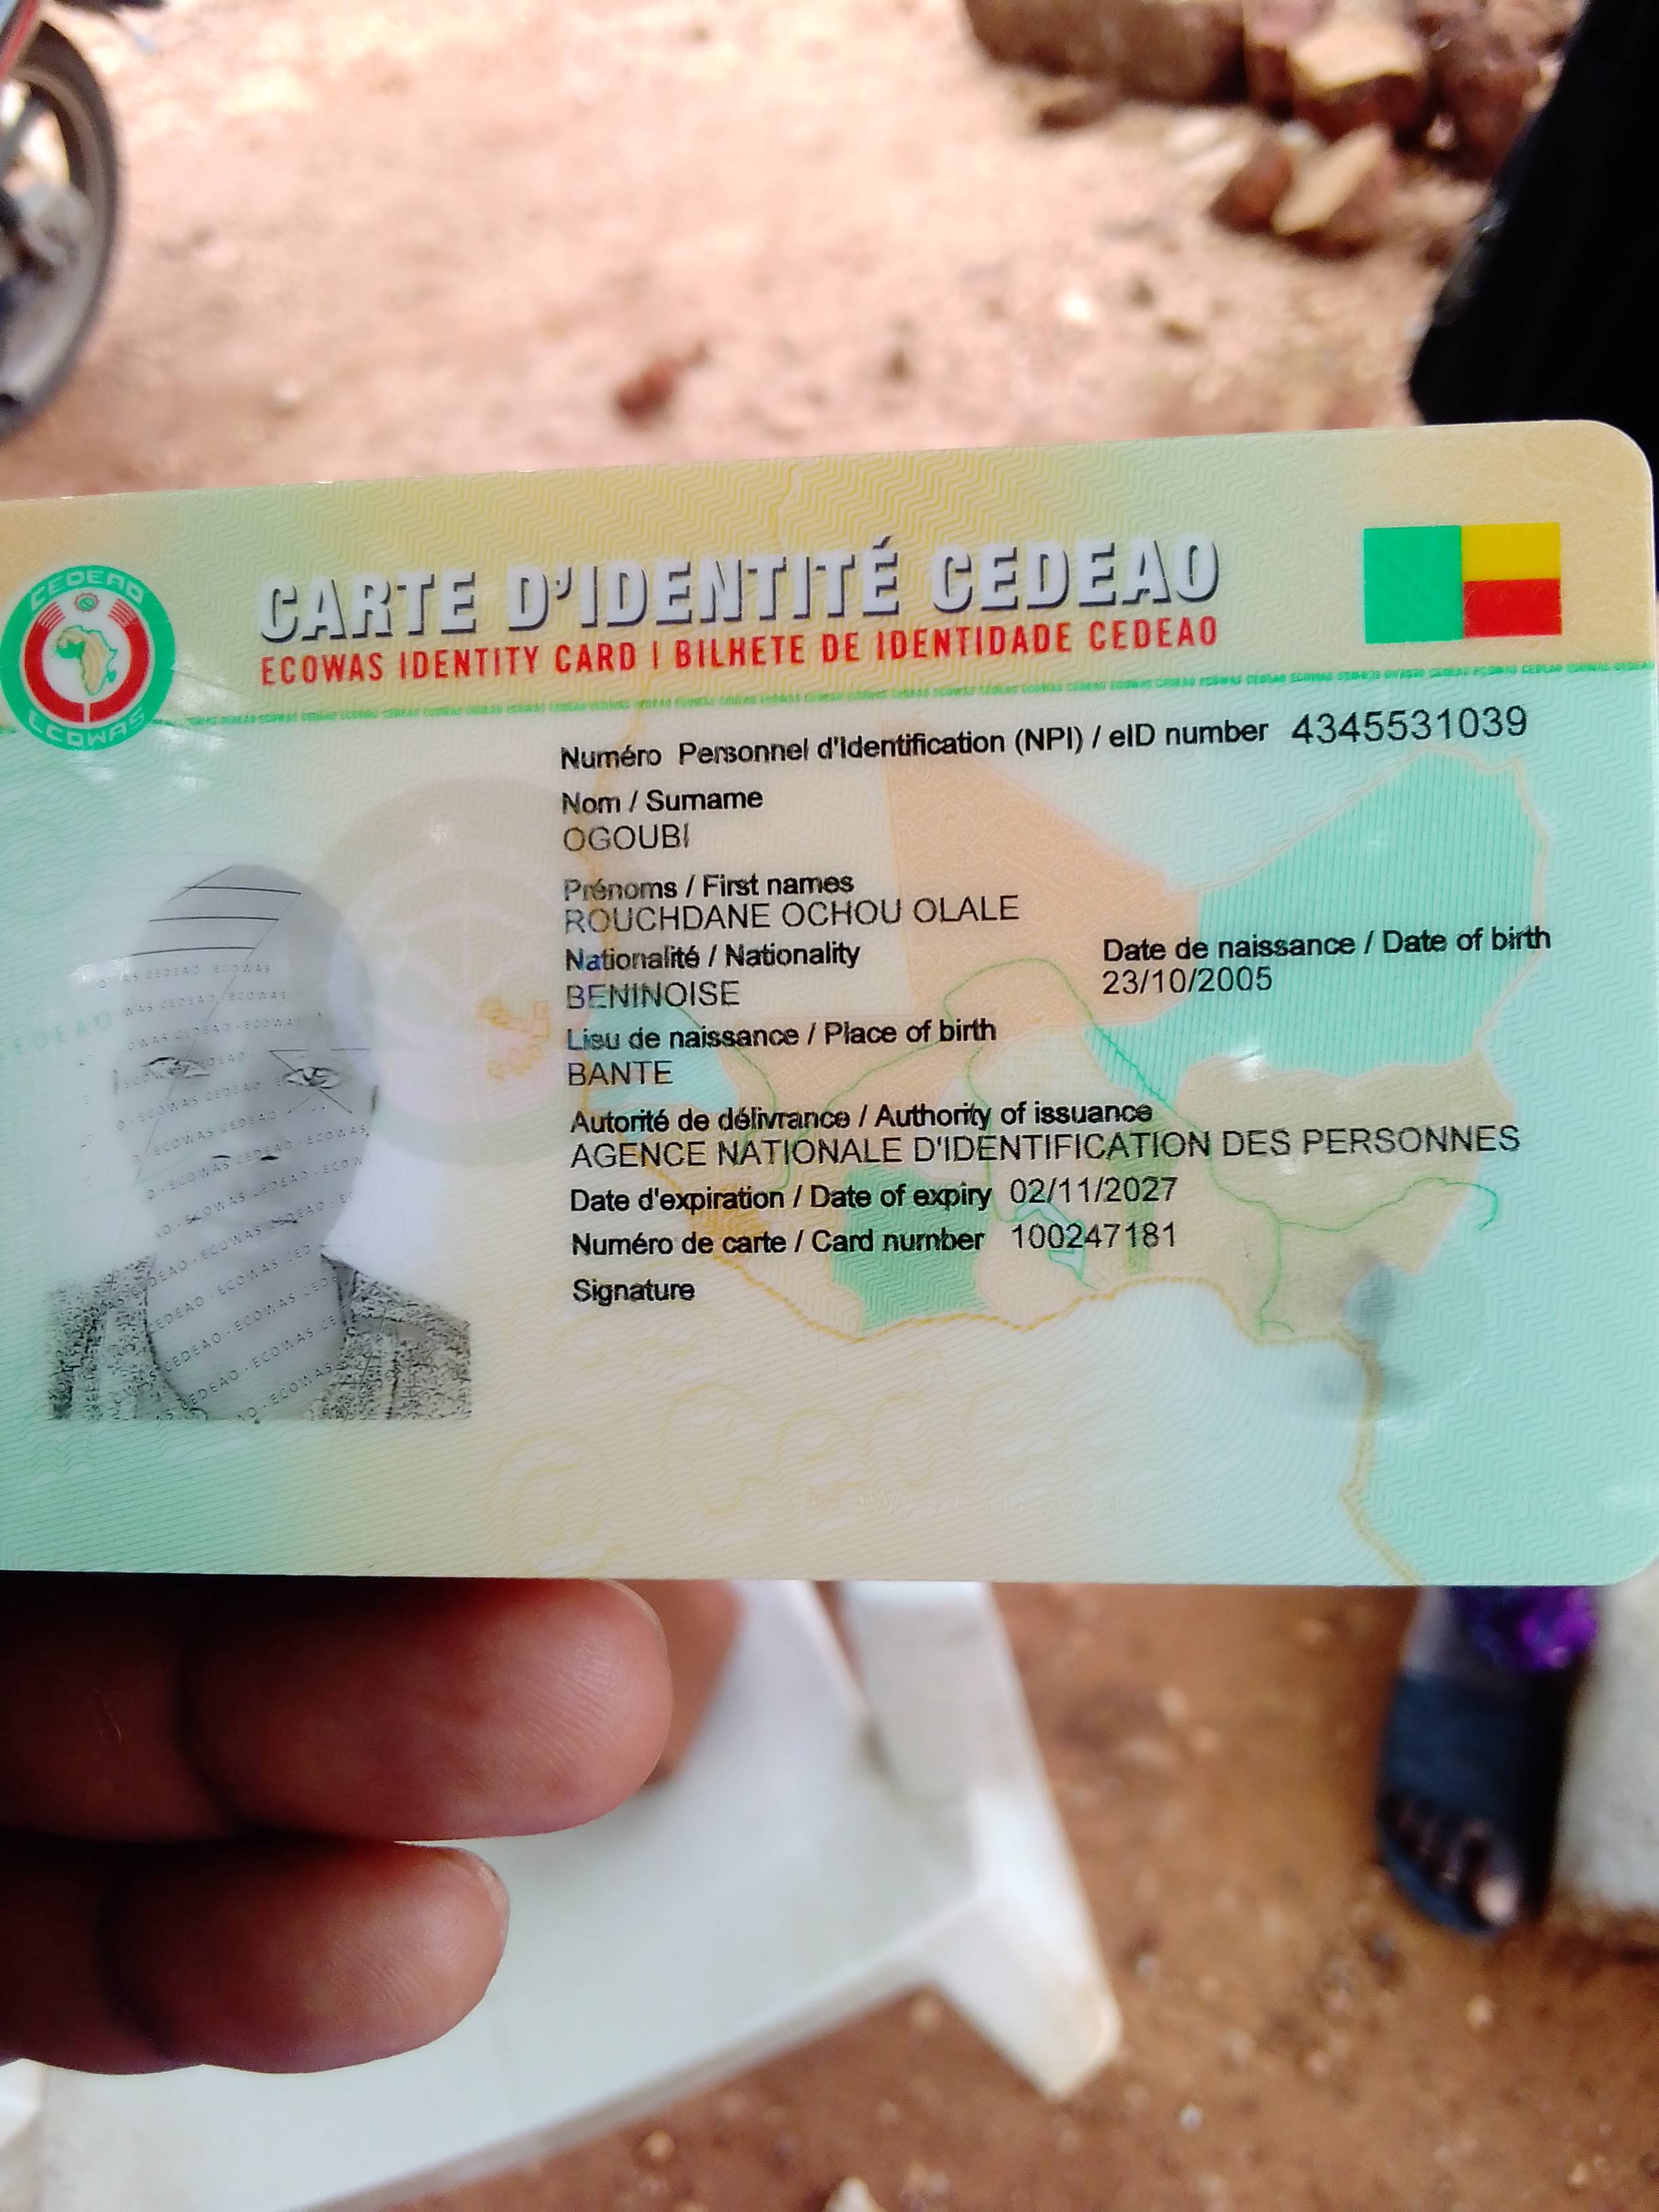 CEDEAO
ECOWAS
CARTE D'IDENTITÉ CEDEAO
ECOWAS IDENTITY CARD | BILHETE DE IDENTIDADE CEDEAO
Numéro Personnel d'Identification (NPI) / eID number 4345531039
Nom / Surname
OGOUBI
Prénoms / First names
ROUCHDANE OCHOU OLALE
Nationalité / Nationality
BENINOISE
Date de naissance / Date of birth
23/10/2005
Lieu de naissance / Place of birth
BANTE
Autorité de délivrance / Authority of issuance
AGENCE NATIONALE D'IDENTIFICATION DES PERSONNES
Date d'expiration / Date of expiry 02/11/2027
Numéro de carte / Card number 100247181
Signature